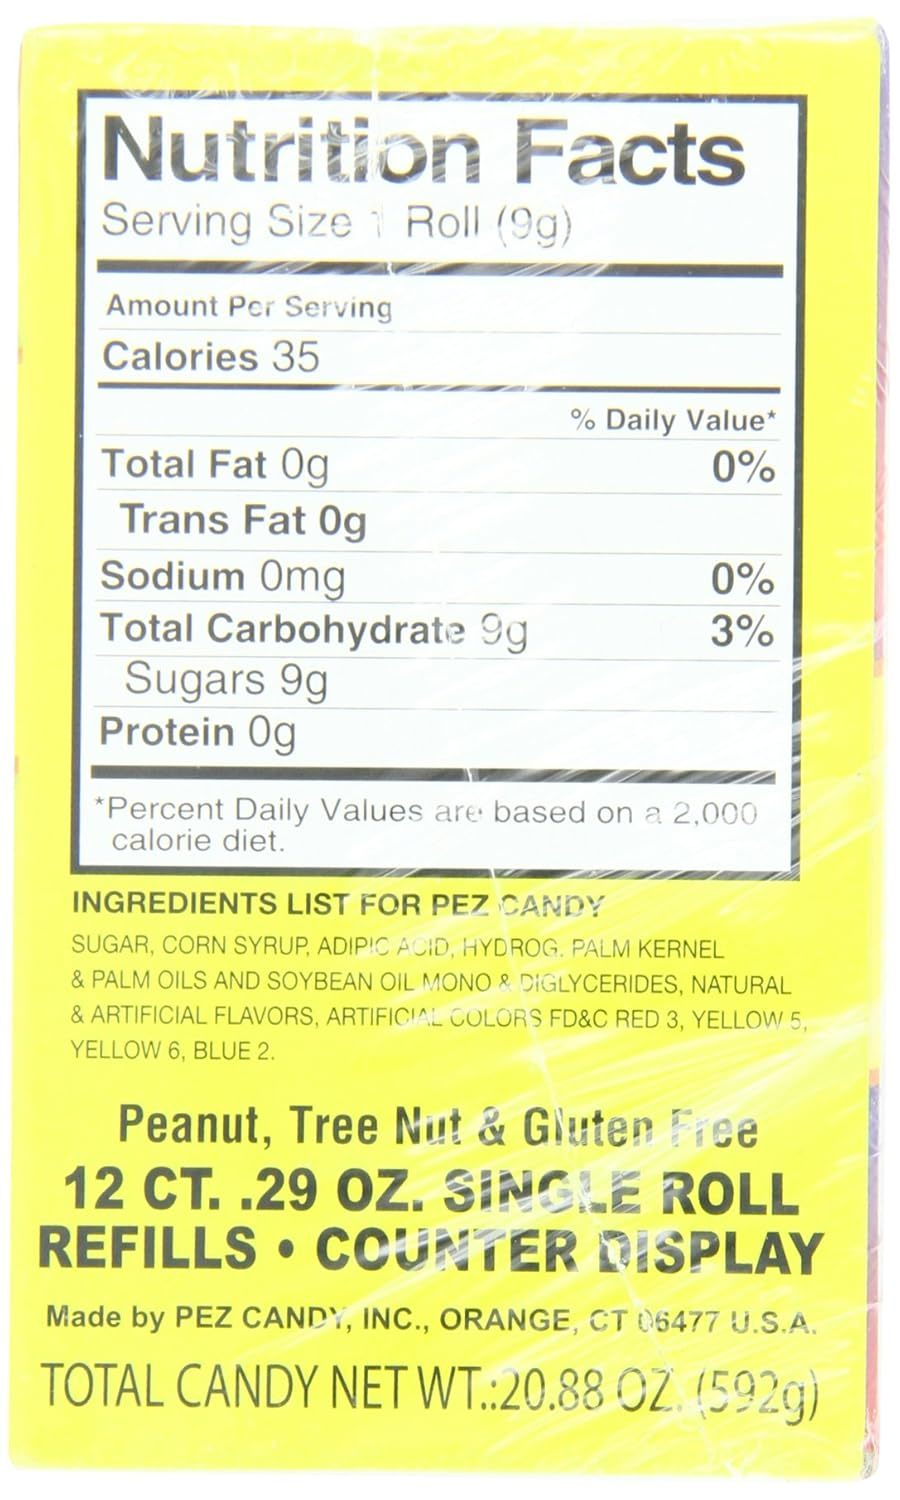 Nutrition Facts
Serving Size 1 Roll (9g)
Amount Per Serving
Calories 35
% Daily Value*
Total Fat 0g 0%
Trans Fat 0g
Sodium 0mg 0%
Total Carbohydrate 9g 3%
Sugars 9g
Protein 0g
*Percent Daily Values are based on a 2,000
calorie diet.
INGREDIENTS LIST FOR PEZ CANDY
SUGAR, CORN SYRUP, ADIPIC ACID, HYDROG. PALM KERNEL
& PALM OILS AND SOYBEAN OIL MONO & DIGLYCERIDES, NATURAL
& ARTIFICIAL FLAVORS, ARTIFICIAL COLORS FD&C RED 3, YELLOW 5,
YELLOW 6, BLUE 2.
Peanut, Tree Nut & Gluten Free
12 CT. .29 OZ. SINGLE ROLL
REFILLS • COUNTER DISPLAY
Made by PEZ CANDY, INC., ORANGE, CT 06477 U.S.A.
TOTAL CANDY NET WT.:20.88 OZ. (592g)